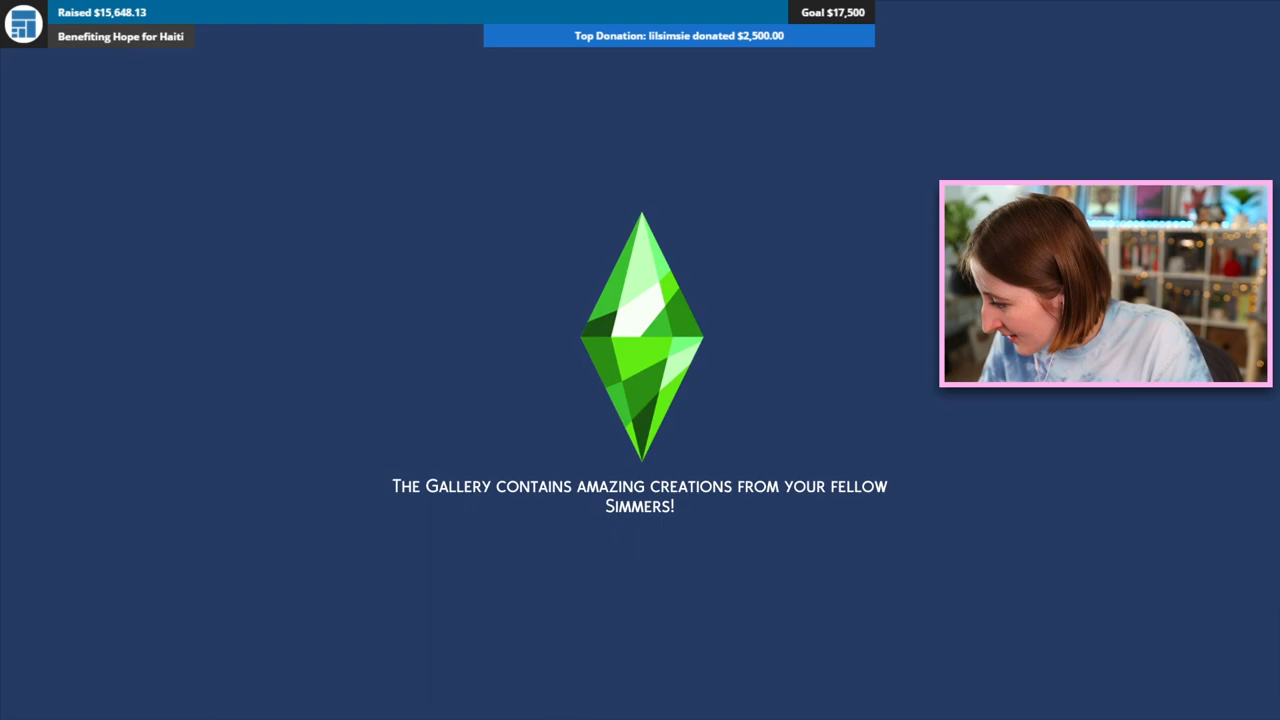 Raised $15,648.13
Goal $17,500
Benefiting Hope for Haiti
Top Donation: lilsimsie donated $2,500.00
The Gallery contains amazing creations from your fellow
Simmers!